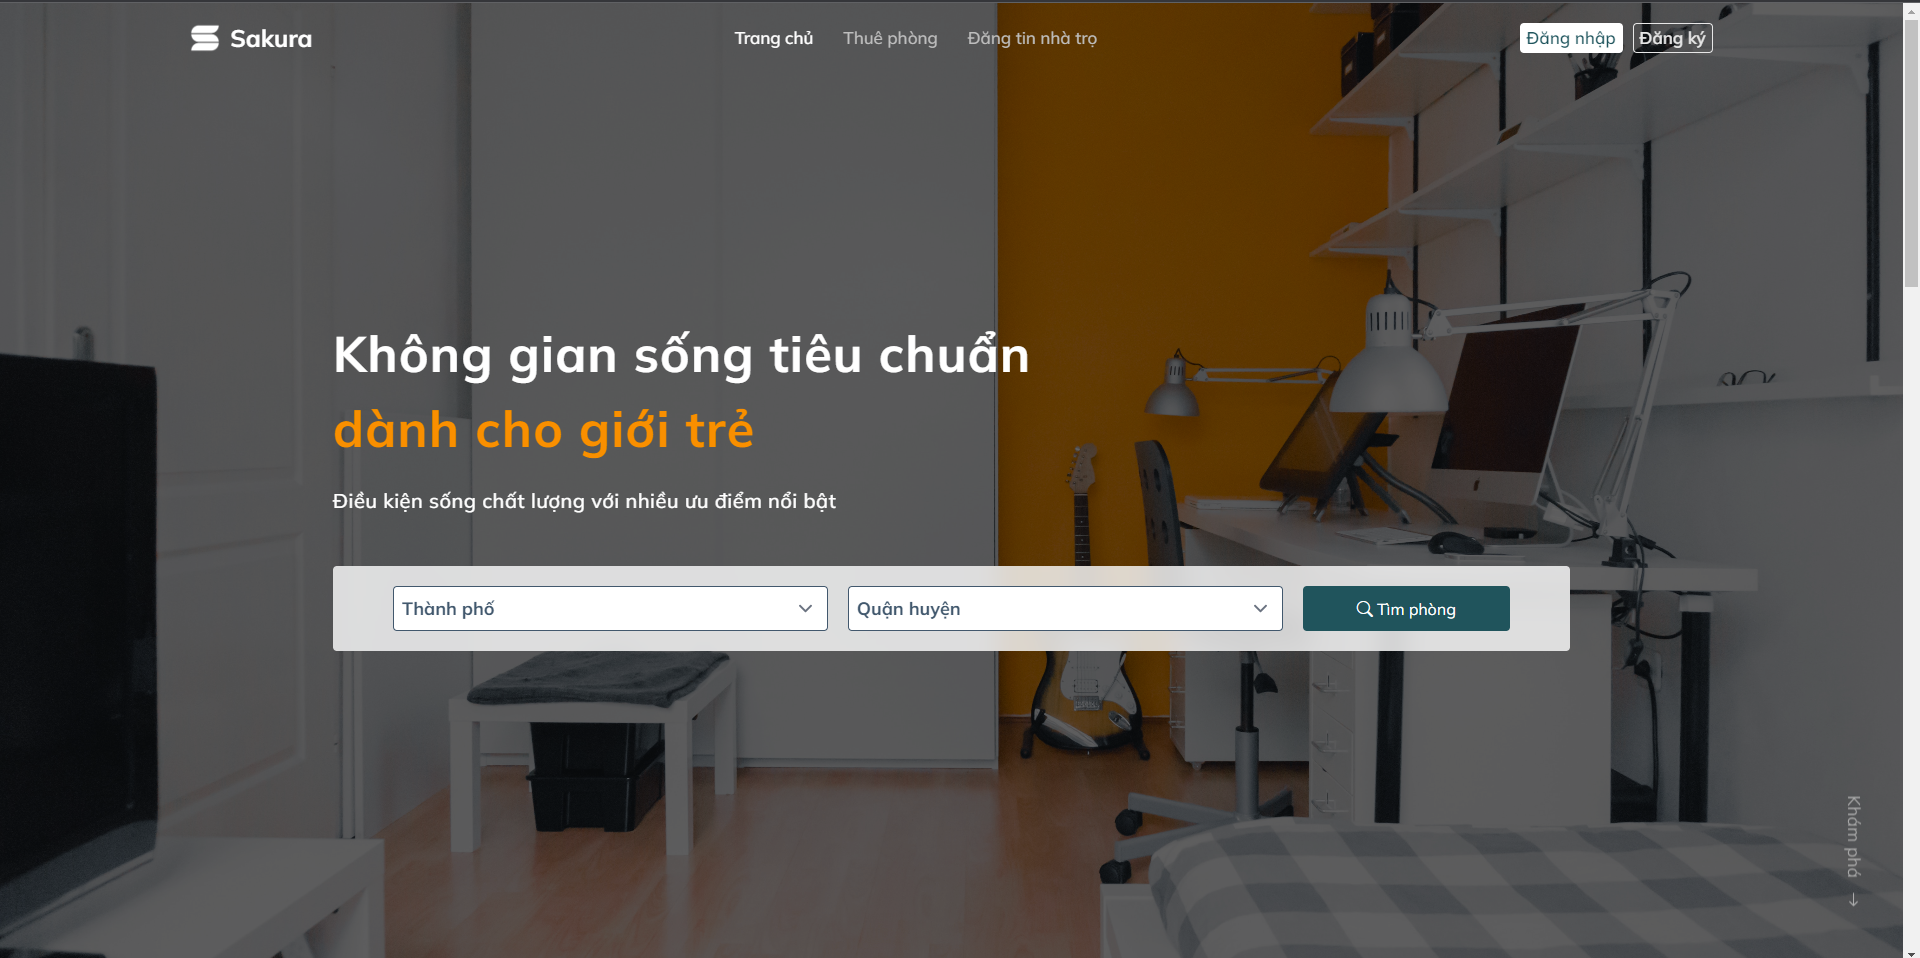 Sakura
Trang chủ
Thuê phòng
Đăng tin nhà trọ
Đăng nhập
Đăng ký
Không gian sống tiêu chuẩn
dành cho giới trẻ
Điều kiện sống chất lượng với nhiều ưu điểm nổi bật
Thành phố
Quận huyện
Tìm phòng
Khám phá